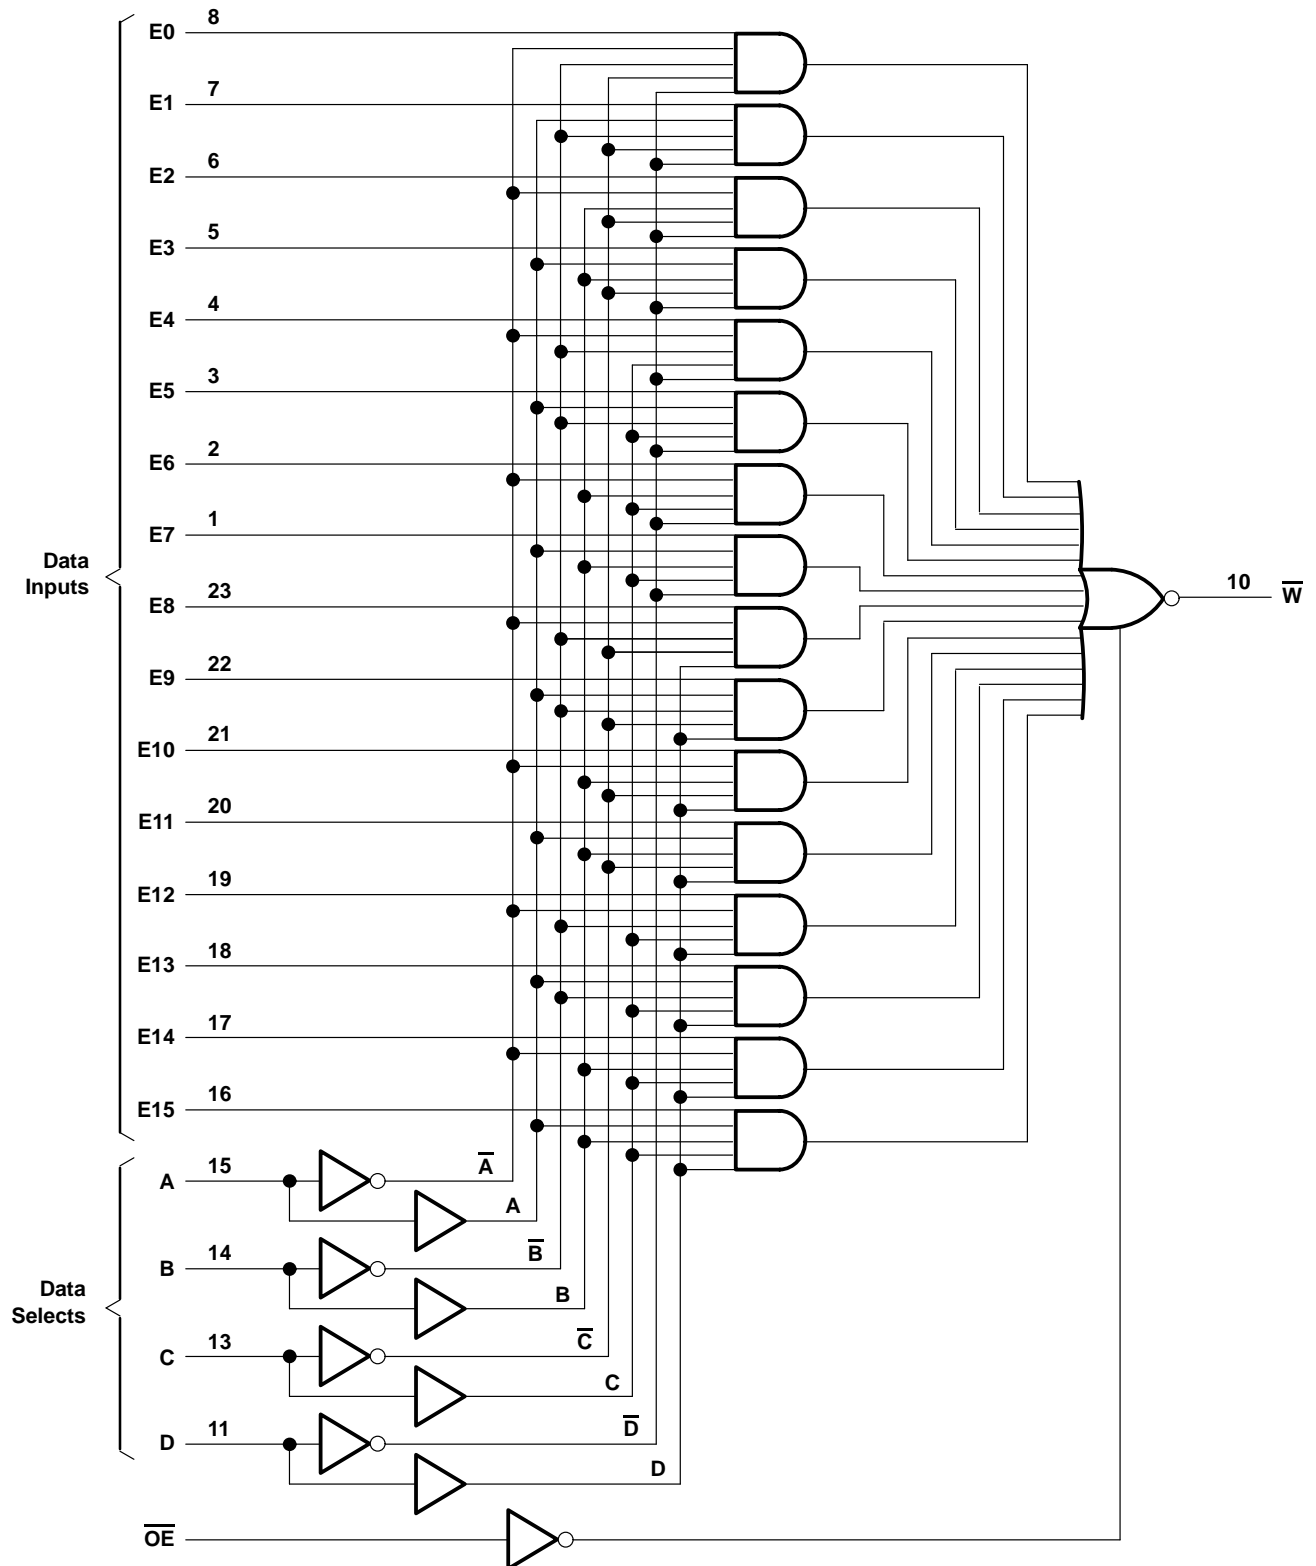 E0 8
E1 7
E2 6
E3 5
E4 4
E5 3
E6 2
E7 1
Data
Inputs
E8 23
10 W̅
E9 22
E10 21
E11 20
E12 19
E13 18
E14 17
E15 16
A 15 A̅
A
B 14 B̅
B
Data
Selects
C 13 C̅
C
D 11 D̅
D
O̅E̅